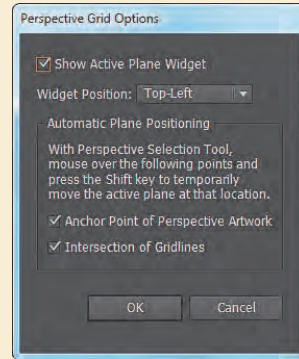 Perspective Grid Options
Show Active Plane Widget
Widget Position: Top-Left
Automatic Plane Positioning
With Perspective Selection Tool,
mouse over the following points and
press the Shift key to temporarily
move the active plane at that location.
Anchor Point of Perspective Artwork
Intersection of Gridlines
OK Cancel